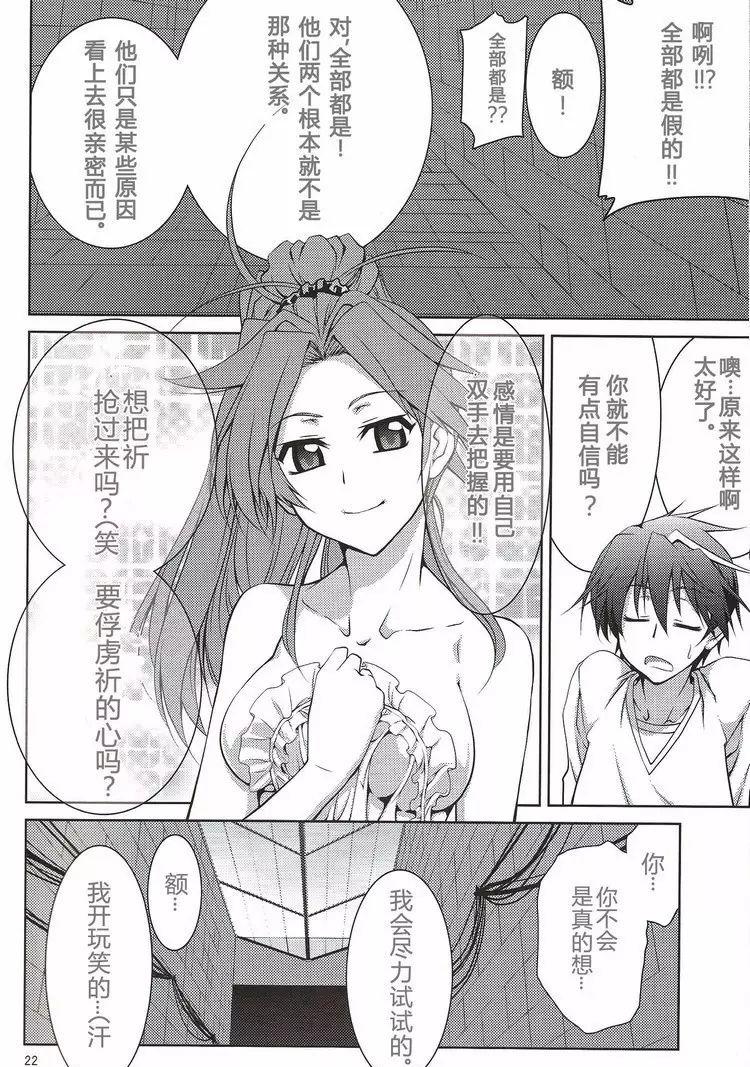 啊咧!!?
全部都是假的!!
额！
全部都是??
对，全部都是！
他们两个根本就不是
那种关系。
他们只是某些原因
看上去很亲密而已。
噢…原来这样啊
太好了。
你就不能
有点自信吗？
感情是要用自己
双手去把握的!!
想把祈
抢过来吗？(笑
要俘虏祈的心吗？
你…
你不会
是真的想…
我会尽力试试的。
额…
我开玩笑的…(汗
22